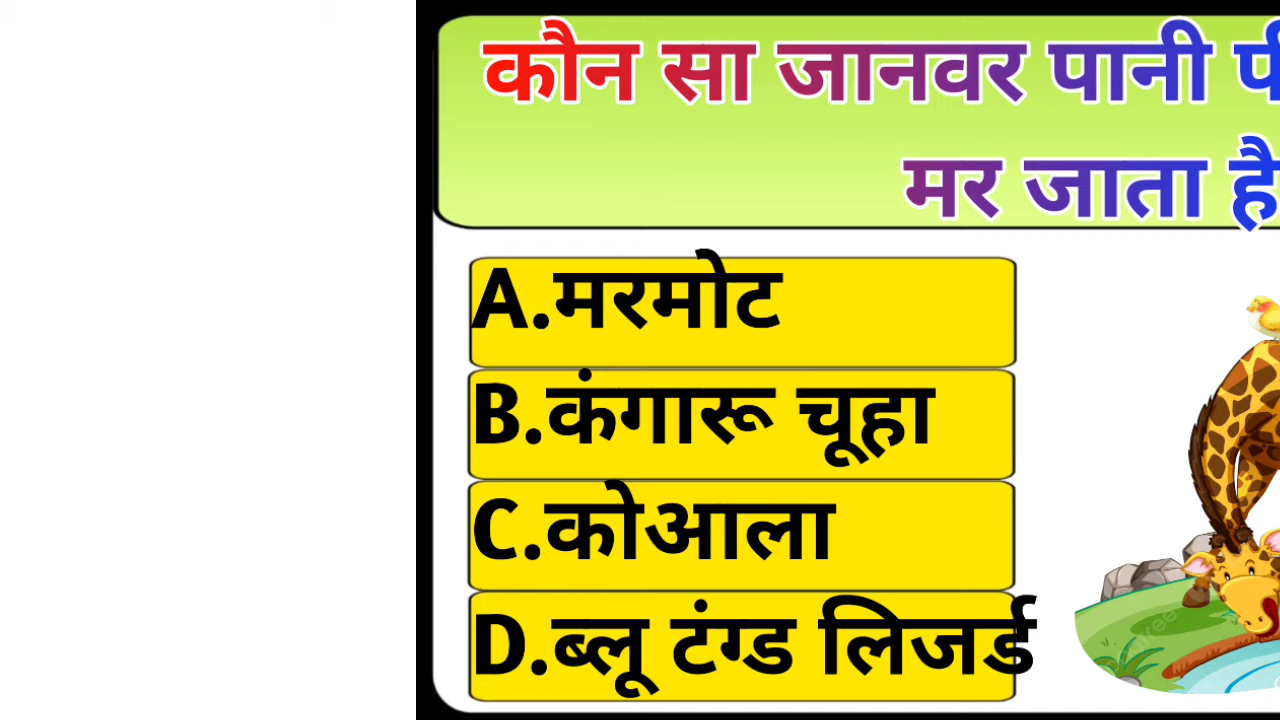 कौन सा जानवर पानी
मर जाता है
A.मरमोट
B.कंगारू चूहा
C.कोआला
D.ब्लू टंग्ड लिजर्ड